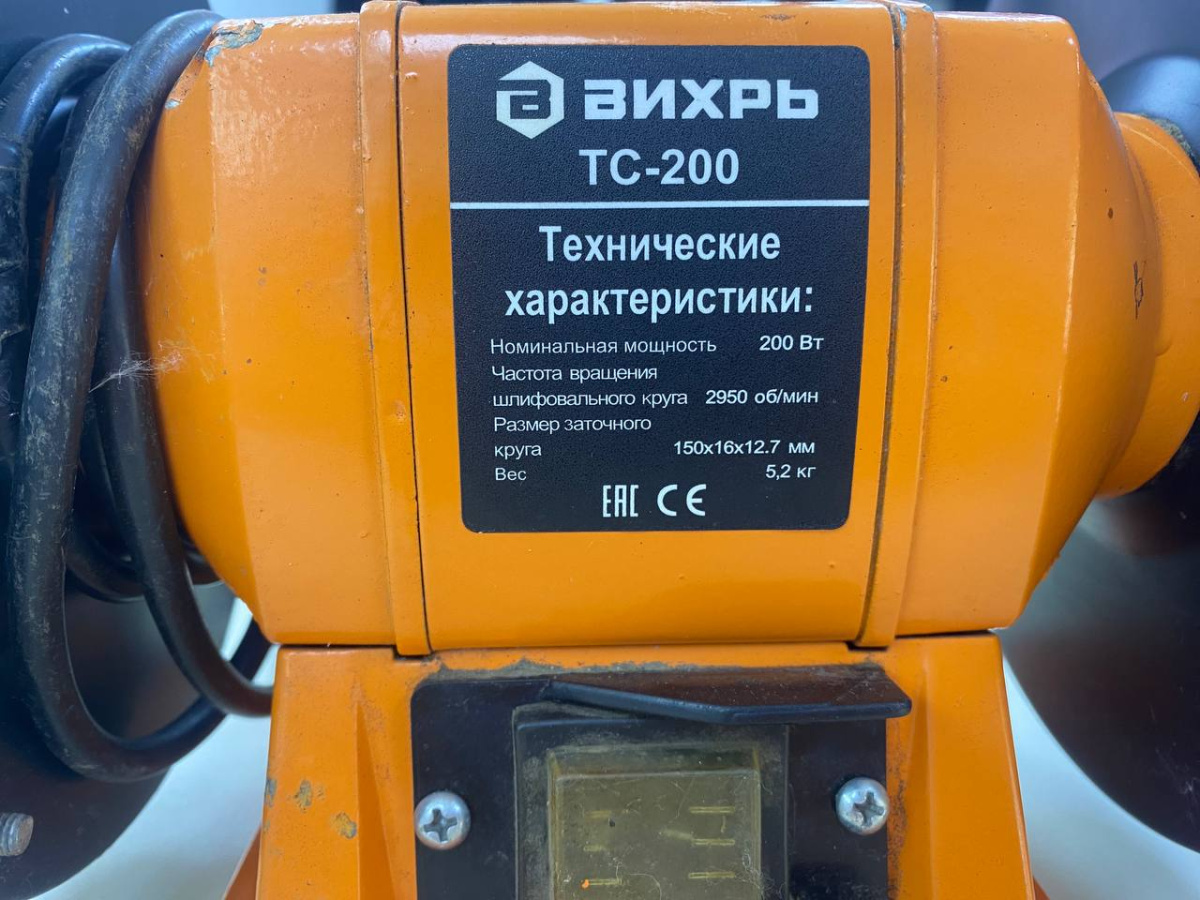 ВИХРЬ
ТС-200
Технические
характеристики:
Номинальная мощность 200 Вт
Частота вращения
шлифовального круга 2950 об/мин
Размер заточного
круга 150х16х12.7 мм
Вес 5,2 кг
EAC CE